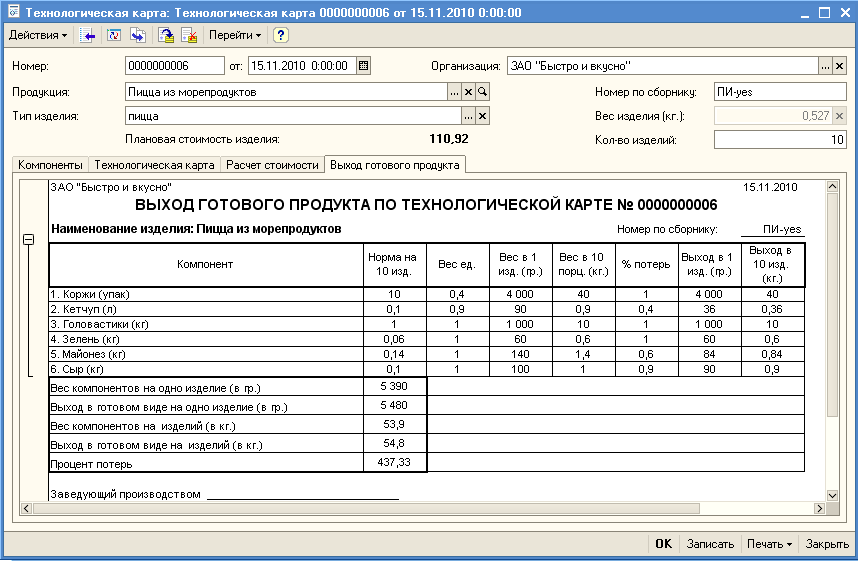 Технологическая карта: Технологическая карта 0000000006 от 15.11.2010 0:00:00
Действия Перейти ?
Номер: 0000000006 от: 15.11.2010 0:00:00 Организация: ЗАО "Быстро и вкусно" ... ×
Продукция: Пицца из морепродуктов ... × Номер по сборнику: ПИ-yes
Тип изделия: пицца ... × Вес изделия (кг.): 0,527 ×
Плановая стоимость изделия: 110,92 Кол-во изделий: 10
Компоненты Технологическая карта Расчет стоимости Выход готового продукта
ЗАО "Быстро и вкусно" 15.11.2010
ВЫХОД ГОТОВОГО ПРОДУКТА ПО ТЕХНОЛОГИЧЕСКОЙ КАРТЕ № 0000000006
Наименование изделия: Пицца из морепродуктов Номер по сборнику: ПИ-yes
Компонент Норма на 10 изд. Вес ед. Вес в 1 изд. (гр.) Вес в 10 порц. (кг.) % потерь Выход в 1 изд. (гр.) Выход в 10 изд. (кг.)
1. Коржи (упак) 10 0,4 4 000 40 1 4 000 40
2. Кетчуп (л) 0,1 0,9 90 0,9 0,4 36 0,36
3. Головастики (кг) 1 1 1 000 10 1 1 000 10
4. Зелень (кг) 0,06 1 60 0,6 1 60 0,6
5. Майонез (кг) 0,14 1 140 1,4 0,6 84 0,84
6. Сыр (кг) 0,1 1 100 1 0,9 90 0,9
Вес компонентов на одно изделие (в гр.) 5 390
Выход в готовом виде на одно изделие (в гр.) 5 480
Вес компонентов на изделий (в кг.) 53,9
Выход в готовом виде на изделий (в кг.) 54,8
Процент потерь 437,33
Заведующий производством
OK Записать Печать Закрыть